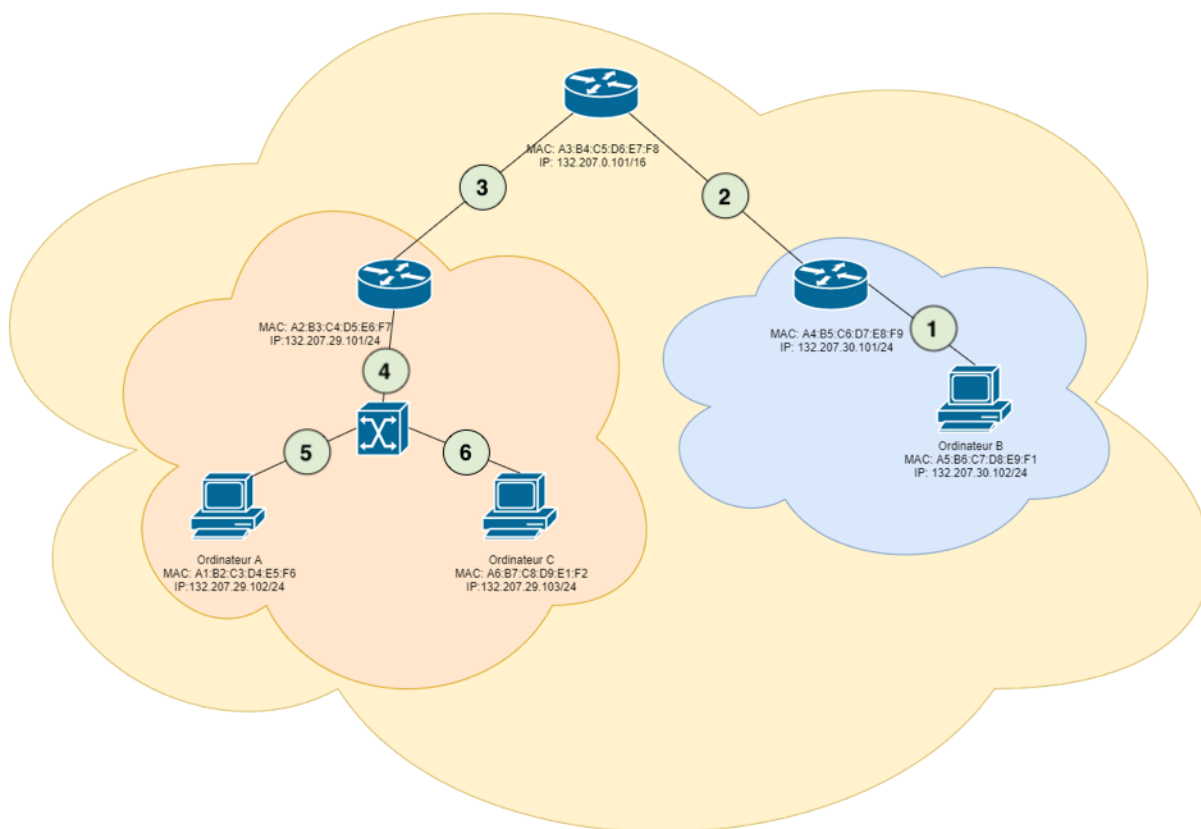 MAC: A3:B4:C5:D6:E7:F8
IP: 132.207.0.101/16
3
2
MAC: A2:B3:C4:D5:E6:F7
IP:132.207.29.101/24
MAC: A4:B5:C6:D7:E8:F9
IP: 132.207.30.101/24
1
4
5
6
Ordinateur B
MAC: A5:B6:C7:D8:E9:F1
IP: 132.207.30.102/24
Ordinateur A
MAC: A1:B2:C3:D4:E5:F6
IP:132.207.29.102/24
Ordinateur C
MAC: A6:B7:C8:D9:E1:F2
IP:132.207.29.103/24